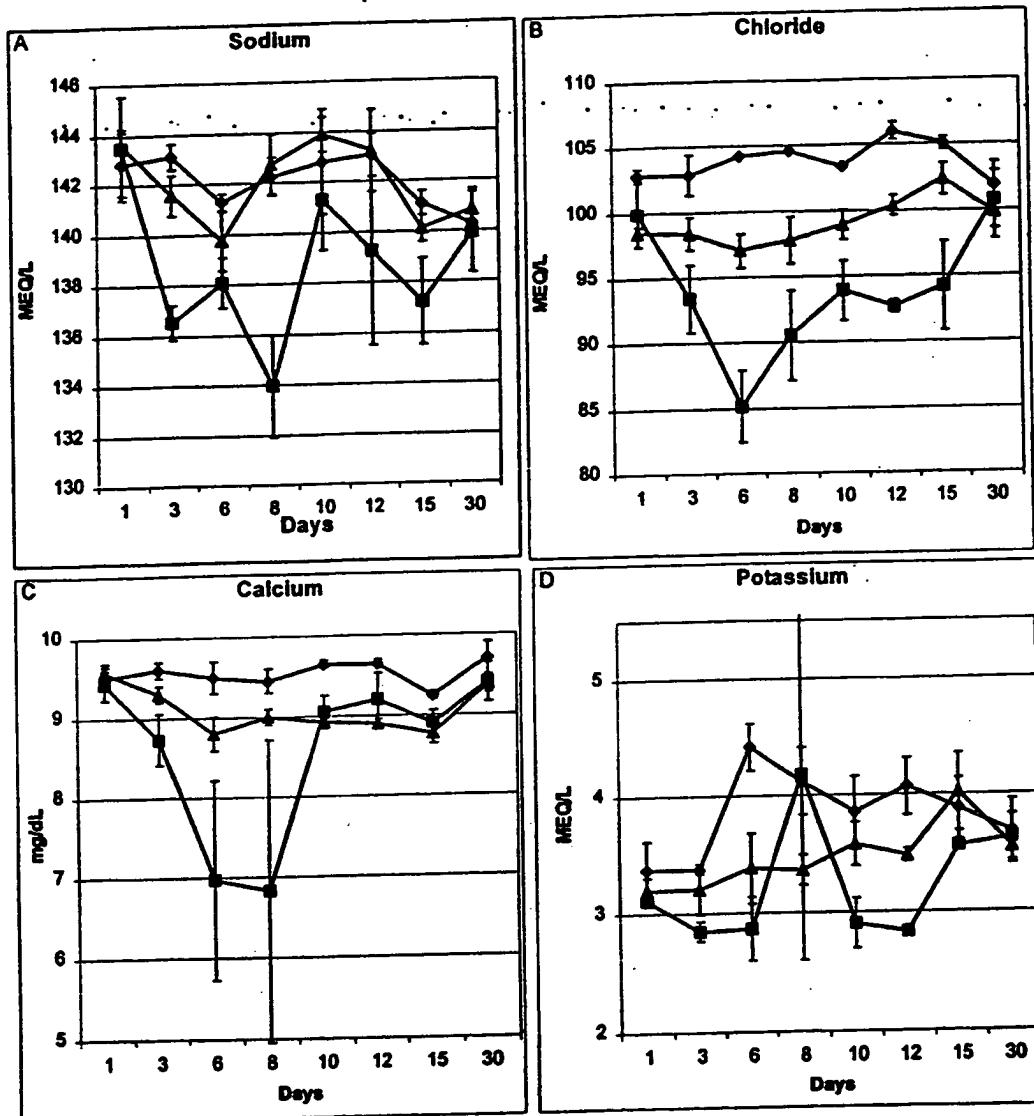 A
Sodium
146
144
142
140
138
136
134
132
130
MEQ/L
1 3 6 8 10 12 15 30
Days
B
Chloride
110
105
100
95
90
85
80
MEQ/L
1 3 6 8 10 12 15 30
Days
C
Calcium
10
9
8
7
6
5
mg/dL
1 3 6 8 10 12 15 30
Days
D
Potassium
5
4
3
2
MEQ/L
1 3 6 8 10 12 15 30
Days